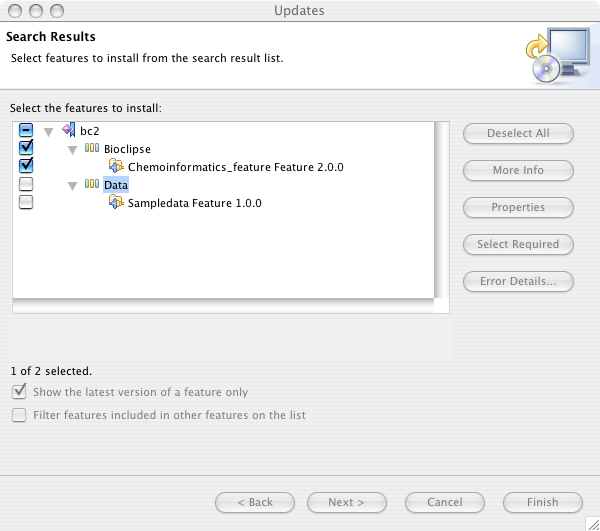 Updates
Search Results
Select features to install from the search result list.
Select the features to install:
bc2
Deselect All
Bioclipse
Chemoinformatics_feature Feature 2.0.0
More Info
Data
Sampledata Feature 1.0.0
Properties
Select Required
Error Details...
1 of 2 selected.
Show the latest version of a feature only
Filter features included in other features on the list
< Back
Next >
Cancel
Finish